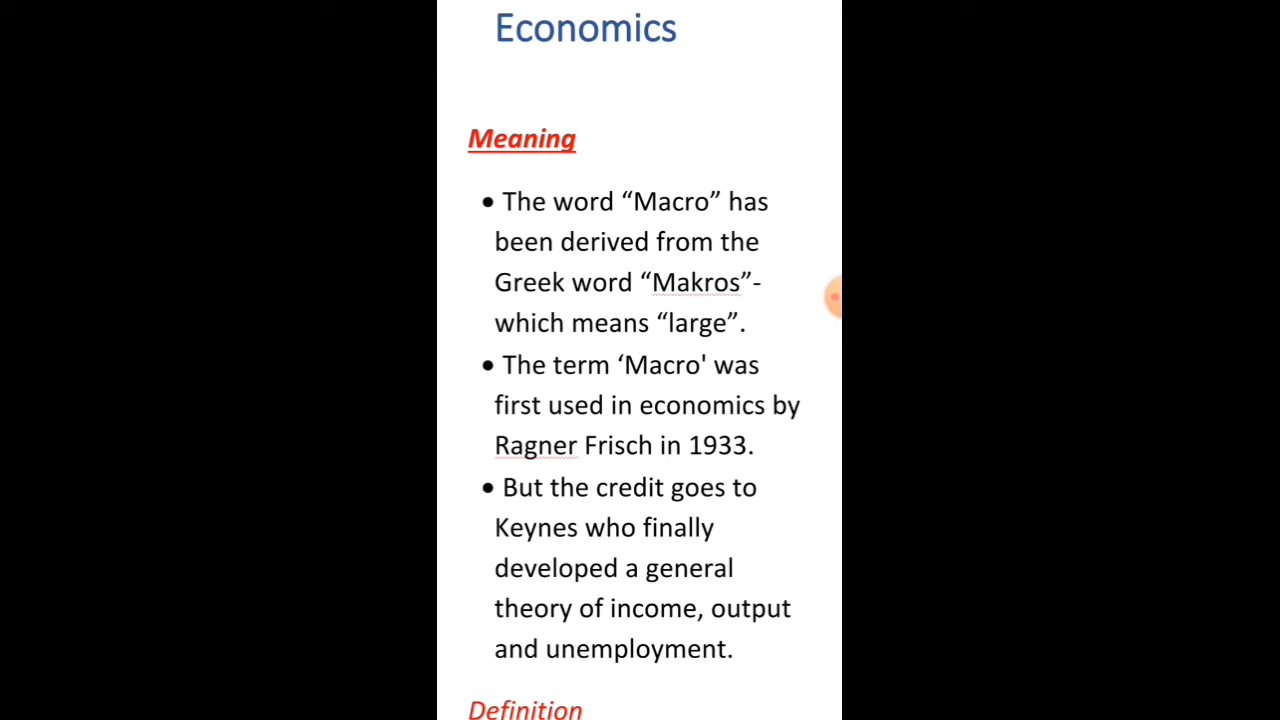 Economics
Meaning
• The word “Macro” has
been derived from the
Greek word “Makros”-
which means “large”.
• The term ‘Macro' was
first used in economics by
Ragner Frisch in 1933.
• But the credit goes to
Keynes who finally
developed a general
theory of income, output
and unemployment.
Definition